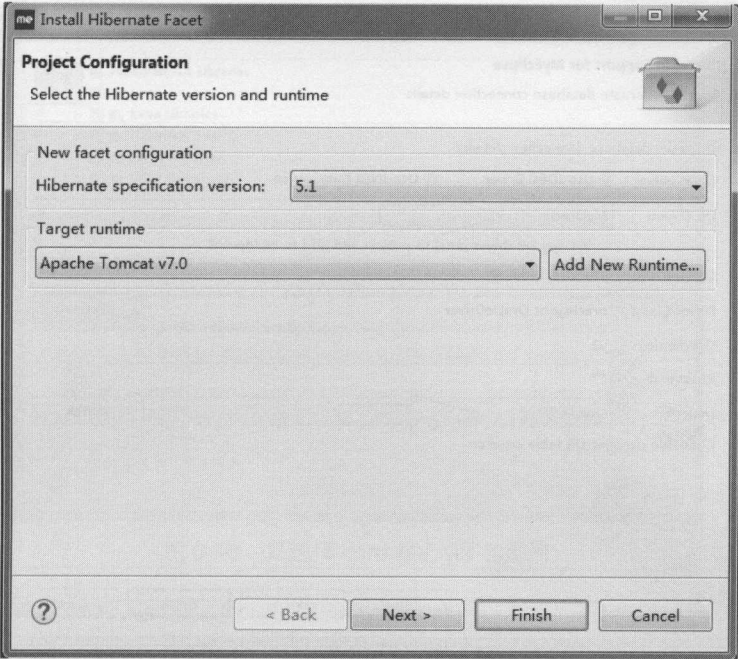 me Install Hibernate Facet
Project Configuration
Select the Hibernate version and runtime
New facet configuration
Hibernate specification version: 5.1
Target runtime
Apache Tomcat v7.0 Add New Runtime...
< Back Next > Finish Cancel